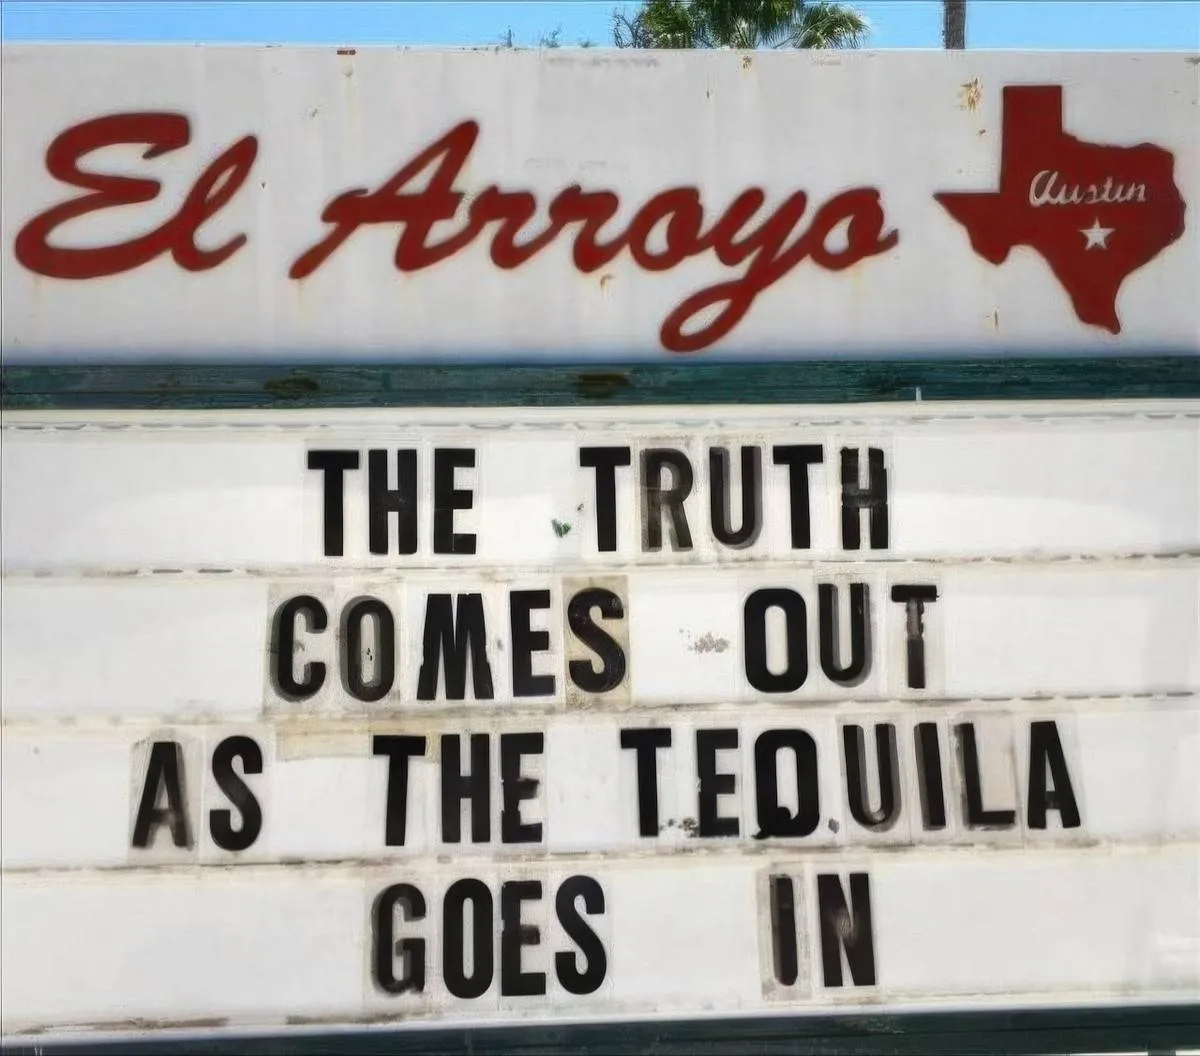 El Arroyo
Austin
THE TRUTH
COMES OUT
AS THE TEQUILA
GOES IN